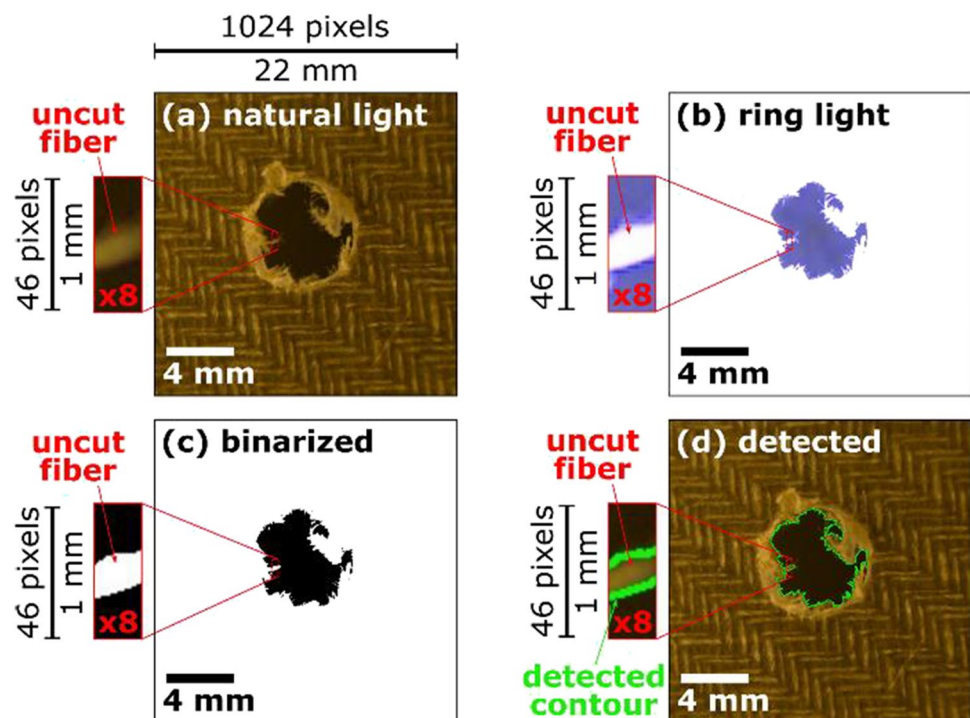 1024 pixels
22 mm
(a) natural light
uncut
fiber
46 pixels
1 mm
x8
4 mm
(b) ring light
uncut
fiber
46 pixels
1 mm
x8
4 mm
(c) binarized
uncut
fiber
46 pixels
1 mm
x8
4 mm
(d) detected
uncut
fiber
46 pixels
1 mm
x8
detected
contour
4 mm